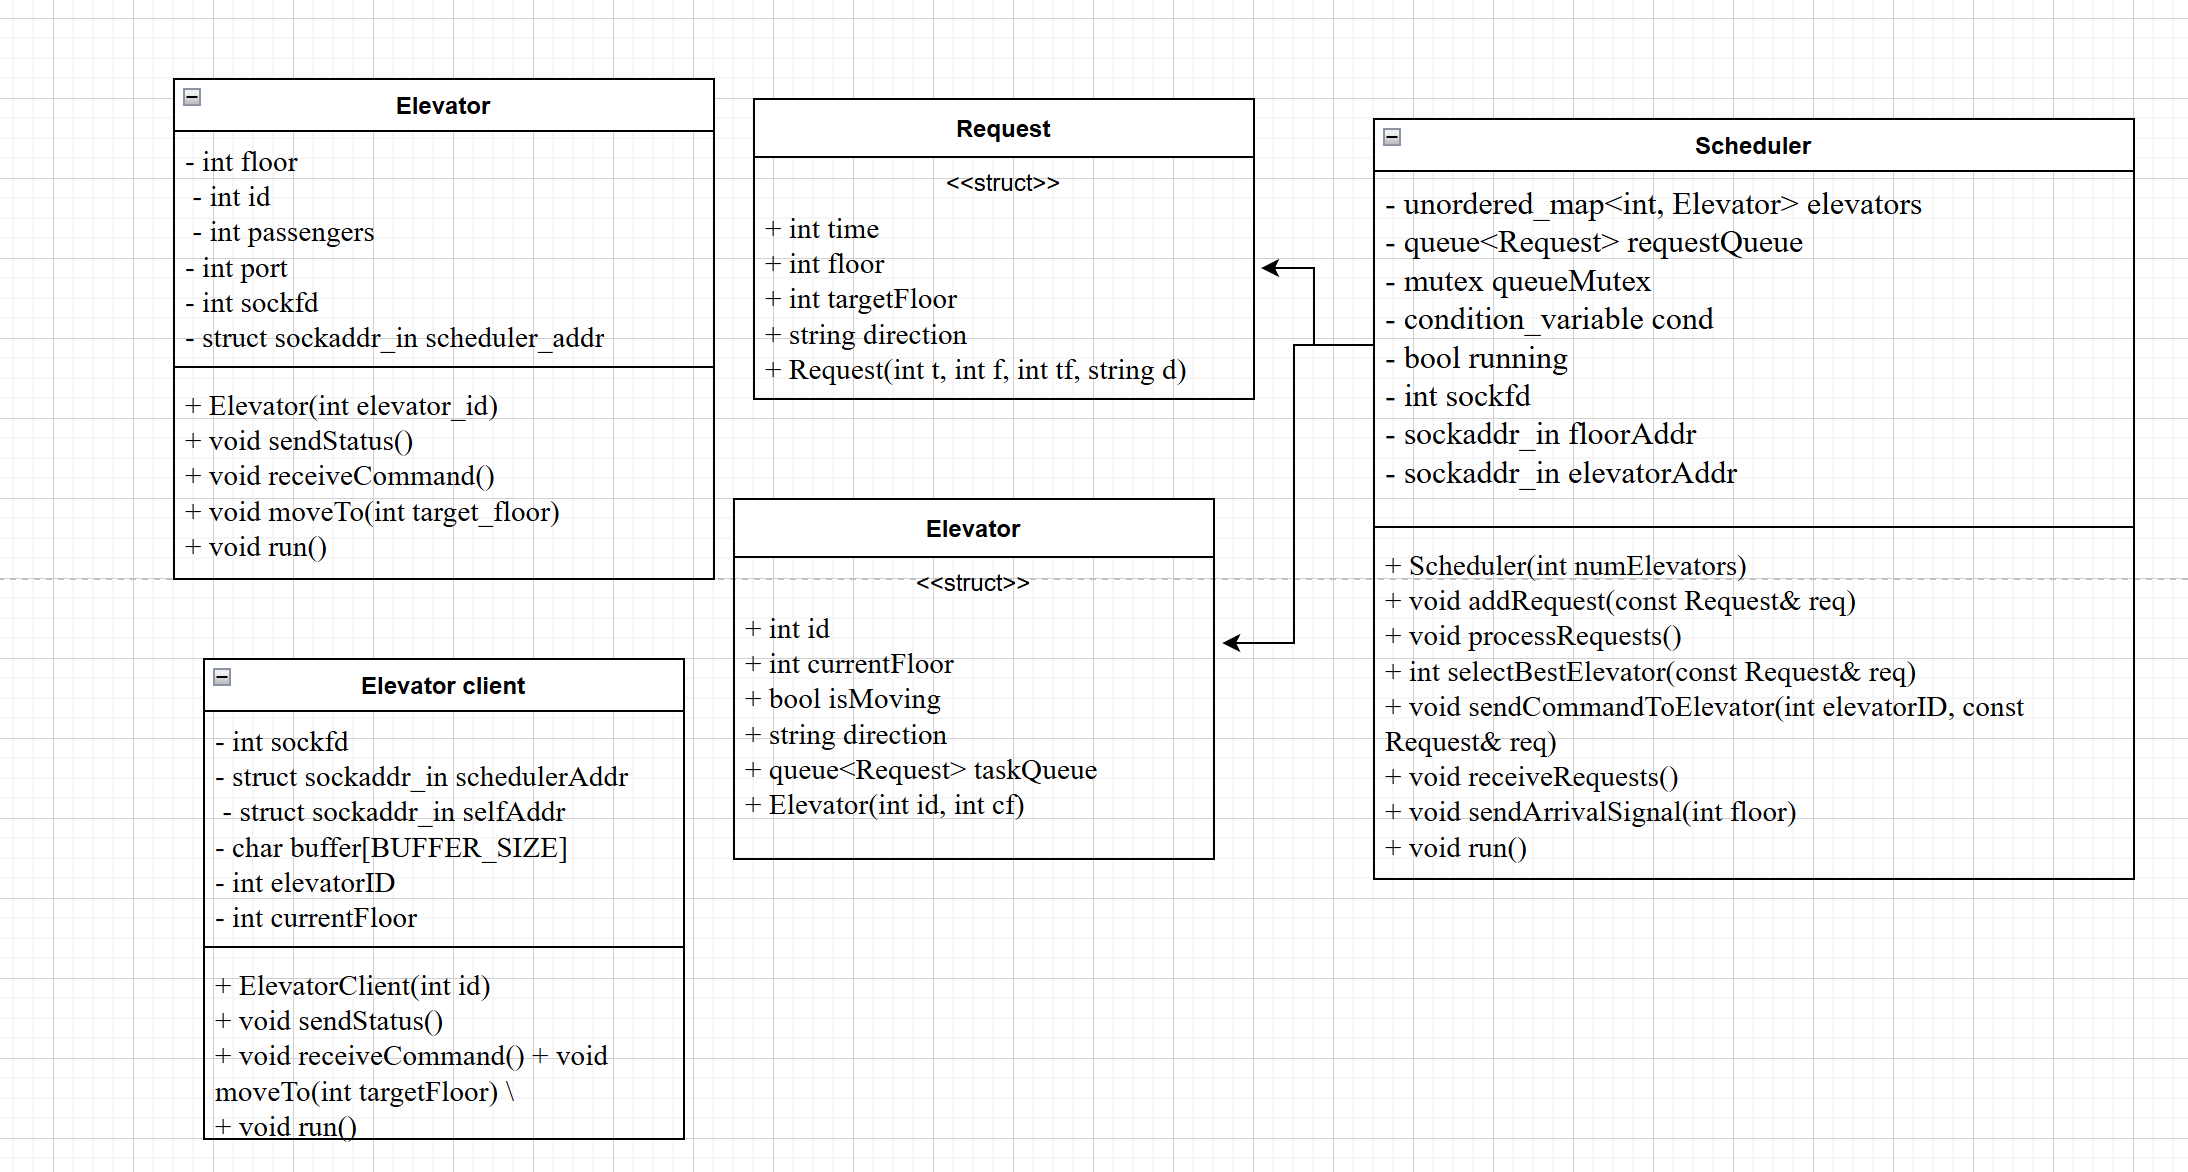 Elevator
- int floor
- int id
- int passengers
- int port
- int sockfd
- struct sockaddr_in scheduler_addr
+ Elevator(int elevator_id)
+ void sendStatus()
+ void receiveCommand()
+ void moveTo(int target_floor)
+ void run()
Request
<<struct>>
+ int time
+ int floor
+ int targetFloor
+ string direction
+ Request(int t, int f, int tf, string d)
Scheduler
- unordered_map<int, Elevator> elevators
- queue<Request> requestQueue
- mutex queueMutex
- condition_variable cond
- bool running
- int sockfd
- sockaddr_in floorAddr
- sockaddr_in elevatorAddr
+ Scheduler(int numElevators)
+ void addRequest(const Request& req)
+ void processRequests()
+ int selectBestElevator(const Request& req)
+ void sendCommandToElevator(int elevatorID, const
Request& req)
+ void receiveRequests()
+ void sendArrivalSignal(int floor)
+ void run()
Elevator
<<struct>>
+ int id
+ int currentFloor
+ bool isMoving
+ string direction
+ queue<Request> taskQueue
+ Elevator(int id, int cf)
Elevator client
- int sockfd
- struct sockaddr_in schedulerAddr
- struct sockaddr_in selfAddr
- char buffer[BUFFER_SIZE]
- int elevatorID
- int currentFloor
+ ElevatorClient(int id)
+ void sendStatus()
+ void receiveCommand() + void
moveTo(int targetFloor) \
+ void run()